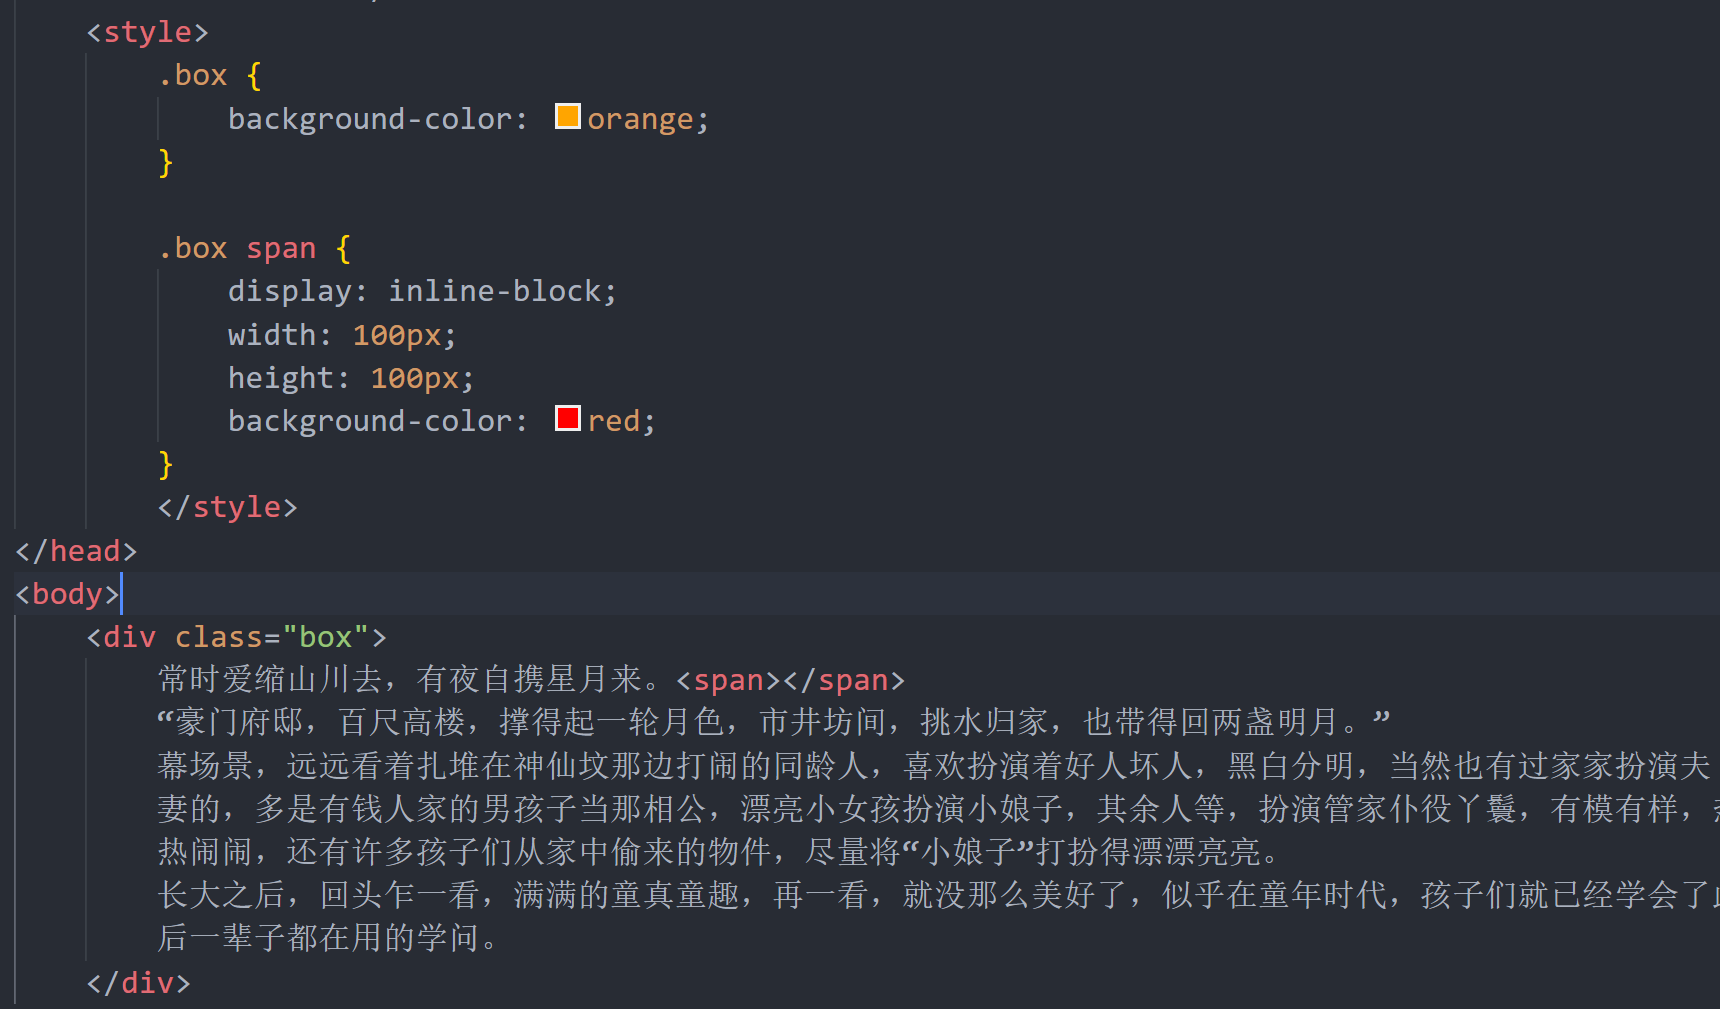 <style>
.box {
background-color: orange;
}
.box span {
display: inline-block;
width: 100px;
height: 100px;
background-color: red;
}
</style>
</head>
<body>
<div class="box">
常时爱缩山川去，有夜自携星月来。<span></span>
“豪门府邸，百尺高楼，撑得起一轮月色，市井坊间，挑水归家，也带得回两盏明月。”
幕场景，远远看着扎堆在神仙坟那边打闹的同龄人，喜欢扮演着好人坏人，黑白分明，当然也有过家家扮演夫
妻的，多是有钱人家的男孩子当那相公，漂亮小女孩扮演小娘子，其余人等，扮演管家仆役丫鬟，有模有样，
热闹闹，还有许多孩子们从家中偷来的物件，尽量将“小娘子”打扮得漂漂亮亮。
长大之后，回头乍一看，满满的童真童趣，再一看，就没那么美好了，似乎在童年时代，孩子们就已经学会了
后一辈子都在用的学问。
</div>